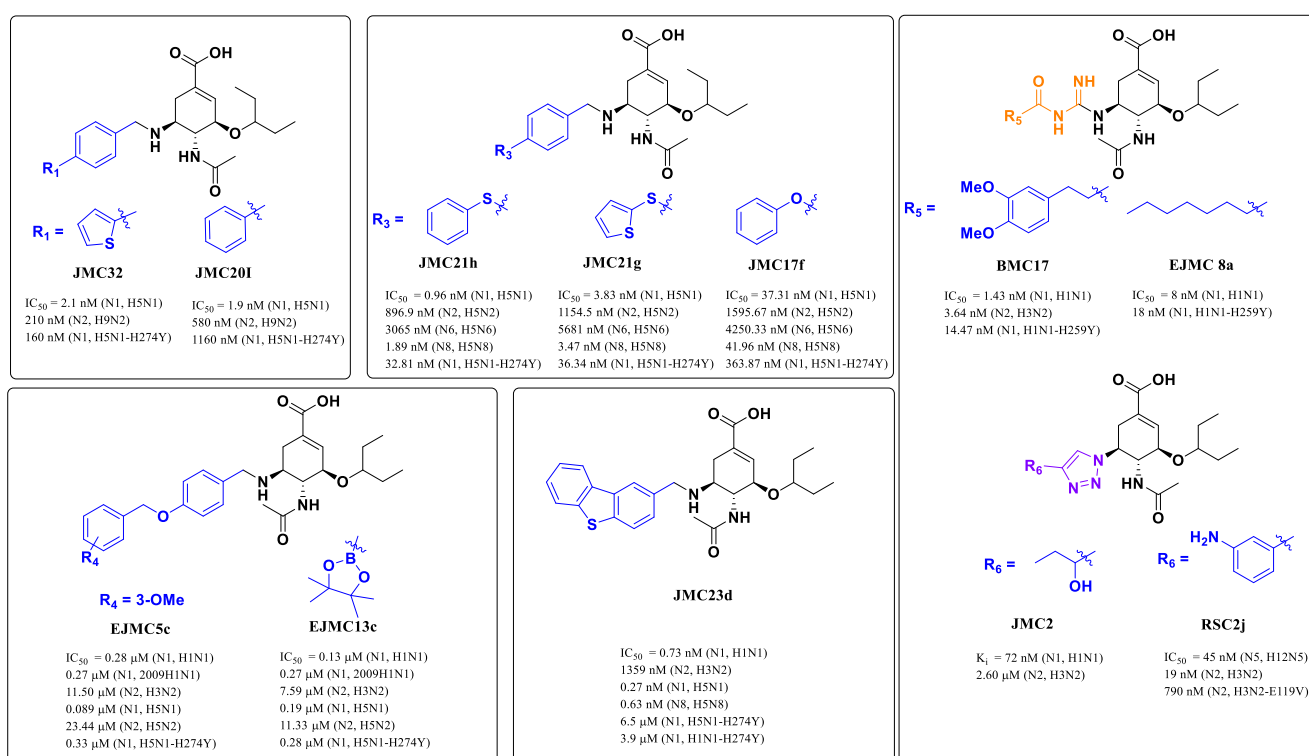 O
OH
N
H
O
HN
O
R1
R1 =
S
JMC32
JMC20I
IC50 = 2.1 nM (N1, H5N1)
210 nM (N2, H9N2)
160 nM (N1, H5N1-H274Y)
IC50 = 1.9 nM (N1, H5N1)
580 nM (N2, H9N2)
1160 nM (N1, H5N1-H274Y)
O
OH
N
H
O
HN
O
R3
R3 =
S
S
S
O
JMC21h
JMC21g
JMC17f
IC50 = 0.96 nM (N1, H5N1)
896.9 nM (N2, H5N2)
3065 nM (N6, H5N6)
1.89 nM (N8, H5N8)
32.81 nM (N1, H5N1-H274Y)
IC50 = 3.83 nM (N1, H5N1)
1154.5 nM (N2, H5N2)
5681 nM (N6, H5N6)
3.47 nM (N8, H5N8)
36.34 nM (N1, H5N1-H274Y)
IC50 = 37.31 nM (N1, H5N1)
1595.67 nM (N2, H5N2)
4250.33 nM (N6, H5N6)
41.96 nM (N8, H5N8)
363.87 nM (N1, H5N1-H274Y)
O
OH
O
NH
R5
N
H
N
H
O
HN
O
R5 =
MeO
MeO
BMC17
EJMC 8a
IC50 = 1.43 nM (N1, H1N1)
3.64 nM (N2, H3N2)
14.47 nM (N1, H1N1-H259Y)
IC50 = 8 nM (N1, H1N1)
18 nM (N1, H1N1-H259Y)
O
OH
R6
N
N
N
O
HN
O
R6 =
OH
R6 =
H2N
JMC2
RSC2j
Ki = 72 nM (N1, H1N1)
2.60 µM (N2, H3N2)
IC50 = 45 nM (N5, H12N5)
19 nM (N2, H3N2)
790 nM (N2, H3N2-E119V)
O
OH
N
H
O
HN
O
O
R4
R4 = 3-OMe
B
O
O
EJMC5c
EJMC13c
IC50 = 0.28 µM (N1, H1N1)
0.27 µM (N1, 2009H1N1)
11.50 µM (N2, H3N2)
0.089 µM (N1, H5N1)
23.44 µM (N2, H5N2)
0.33 µM (N1, H5N1-H274Y)
IC50 = 0.13 µM (N1, H1N1)
0.27 µM (N1, 2009H1N1)
7.59 µM (N2, H3N2)
0.19 µM (N1, H5N1)
11.33 µM (N2, H5N2)
0.28 µM (N1, H5N1-H274Y)
O
OH
N
H
O
HN
O
S
JMC23d
IC50 = 0.73 nM (N1, H1N1)
1359 nM (N2, H3N2)
0.27 nM (N1, H5N1)
0.63 nM (N8, H5N8)
6.5 µM (N1, H5N1-H274Y)
3.9 µM (N1, H1N1-H274Y)